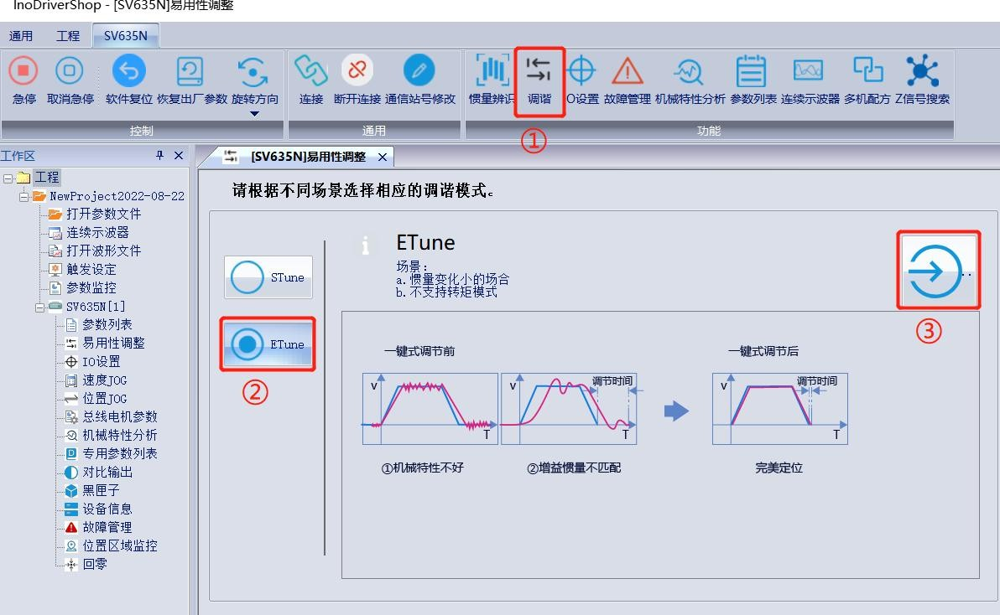 InoDriverShop - [SV635N]易用性调整
通用 工程 SV635N
急停 取消急停 软件复位 恢复出厂参数 旋转方向 连接 断开连接 通信站号修改 惯量辨识 调谐 O设置 故障管理 机械特性分析 参数列表 连续示波器 多机配方 Z信号搜索
控制 通用 功能
①
工作区
[SV635N]易用性调整
工程
NewProject2022-08-22
打开参数文件
连续示波器
打开波形文件
触发设定
参数监控
SV635N[1]
参数列表
易用性调整
IO设置
速度JOG
位置JOG
总线电机参数
机械特性分析
专用参数列表
对比输出
黑匣子
设备信息
故障管理
位置区域监控
回零
请根据不同场景选择相应的调谐模式。
STune
ETune
②
ETune
场景:
a.惯量变化小的场合
b.不支持转矩模式
..
③
一键式调节前 一键式调节后
V T
V 调节时间 T
V 调节时间 T
①机械特性不好 ②增益惯量不匹配 完美定位